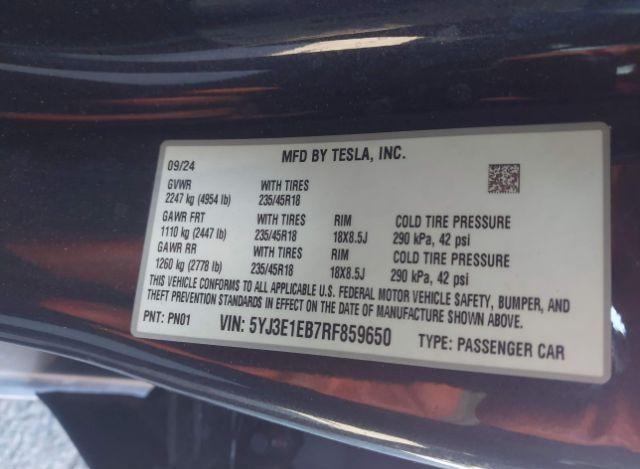 MFD BY TESLA, INC.
09/24
GVWR WITH TIRES
2247 kg (4954 lb) 235/45R18
GAWR FRT WITH TIRES RIM COLD TIRE PRESSURE
1110 kg (2447 lb) 235/45R18 18X8.5J 290 kPa, 42 psi
GAWR RR WITH TIRES RIM COLD TIRE PRESSURE
1260 kg (2778 lb) 235/45R18 18X8.5J 290 kPa, 42 psi
THIS VEHICLE CONFORMS TO ALL APPLICABLE U.S. FEDERAL MOTOR VEHICLE SAFETY, BUMPER, AND
THEFT PREVENTION STANDARDS IN EFFECT ON THE DATE OF MANUFACTURE SHOWN ABOVE.
PNT: PN01 VIN: 5YJ3E1EB7RF859650 TYPE: PASSENGER CAR